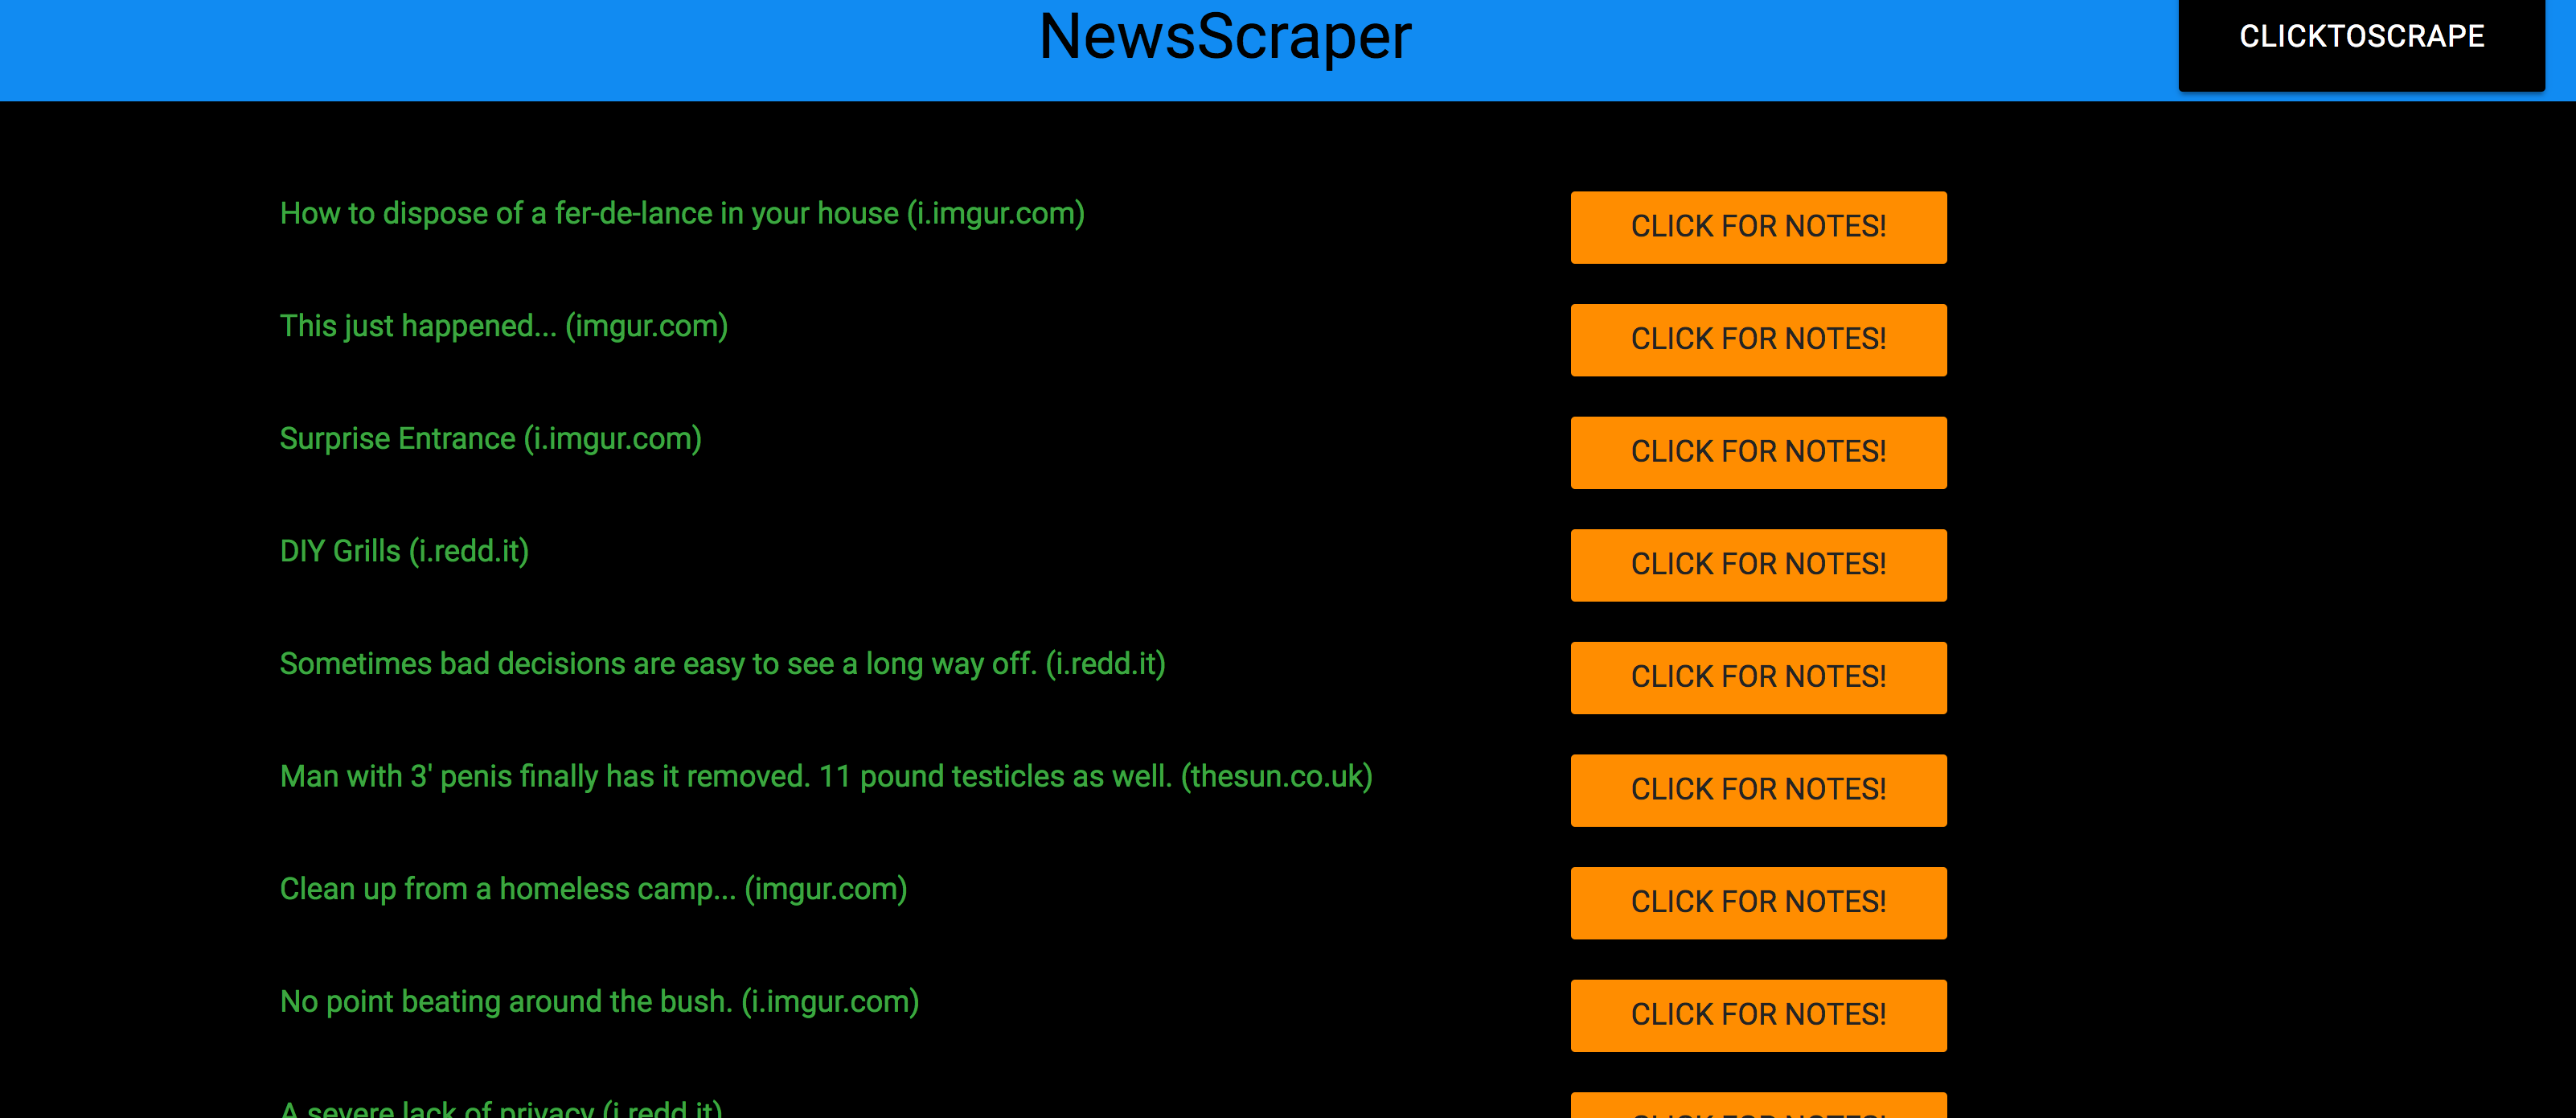 NewsScraper
CLICKTOSCRAPE
How to dispose of a fer-de-lance in your house (i.imgur.com)
CLICK FOR NOTES!
This just happened... (imgur.com)
CLICK FOR NOTES!
Surprise Entrance (i.imgur.com)
CLICK FOR NOTES!
DIY Grills (i.redd.it)
CLICK FOR NOTES!
Sometimes bad decisions are easy to see a long way off. (i.redd.it)
CLICK FOR NOTES!
Man with 3' penis finally has it removed. 11 pound testicles as well. (thesun.co.uk)
CLICK FOR NOTES!
Clean up from a homeless camp... (imgur.com)
CLICK FOR NOTES!
No point beating around the bush. (i.imgur.com)
CLICK FOR NOTES!
A severe lack of privacy (i.redd.it)
CLICK FOR NOTES!